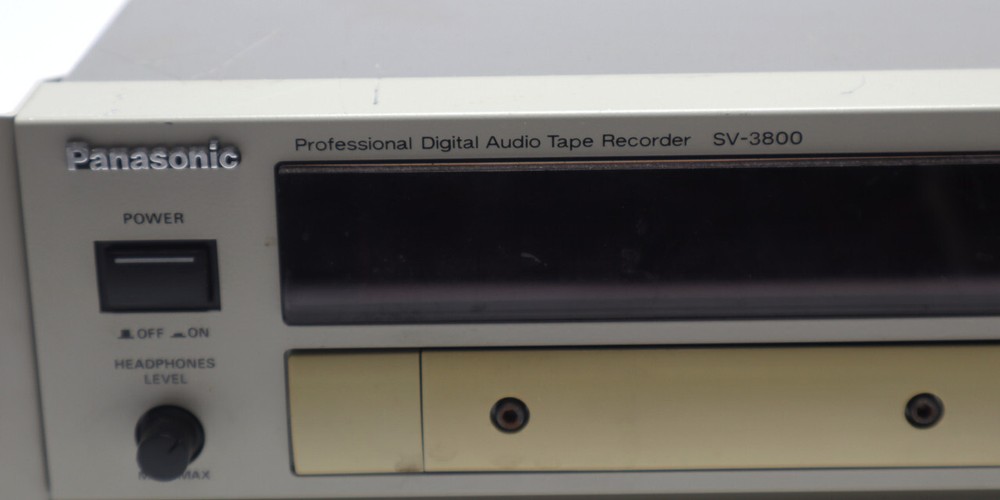 Panasonic
Professional Digital Audio Tape Recorder SV-3800
POWER
OFF ON
HEADPHONES
LEVEL
MAX